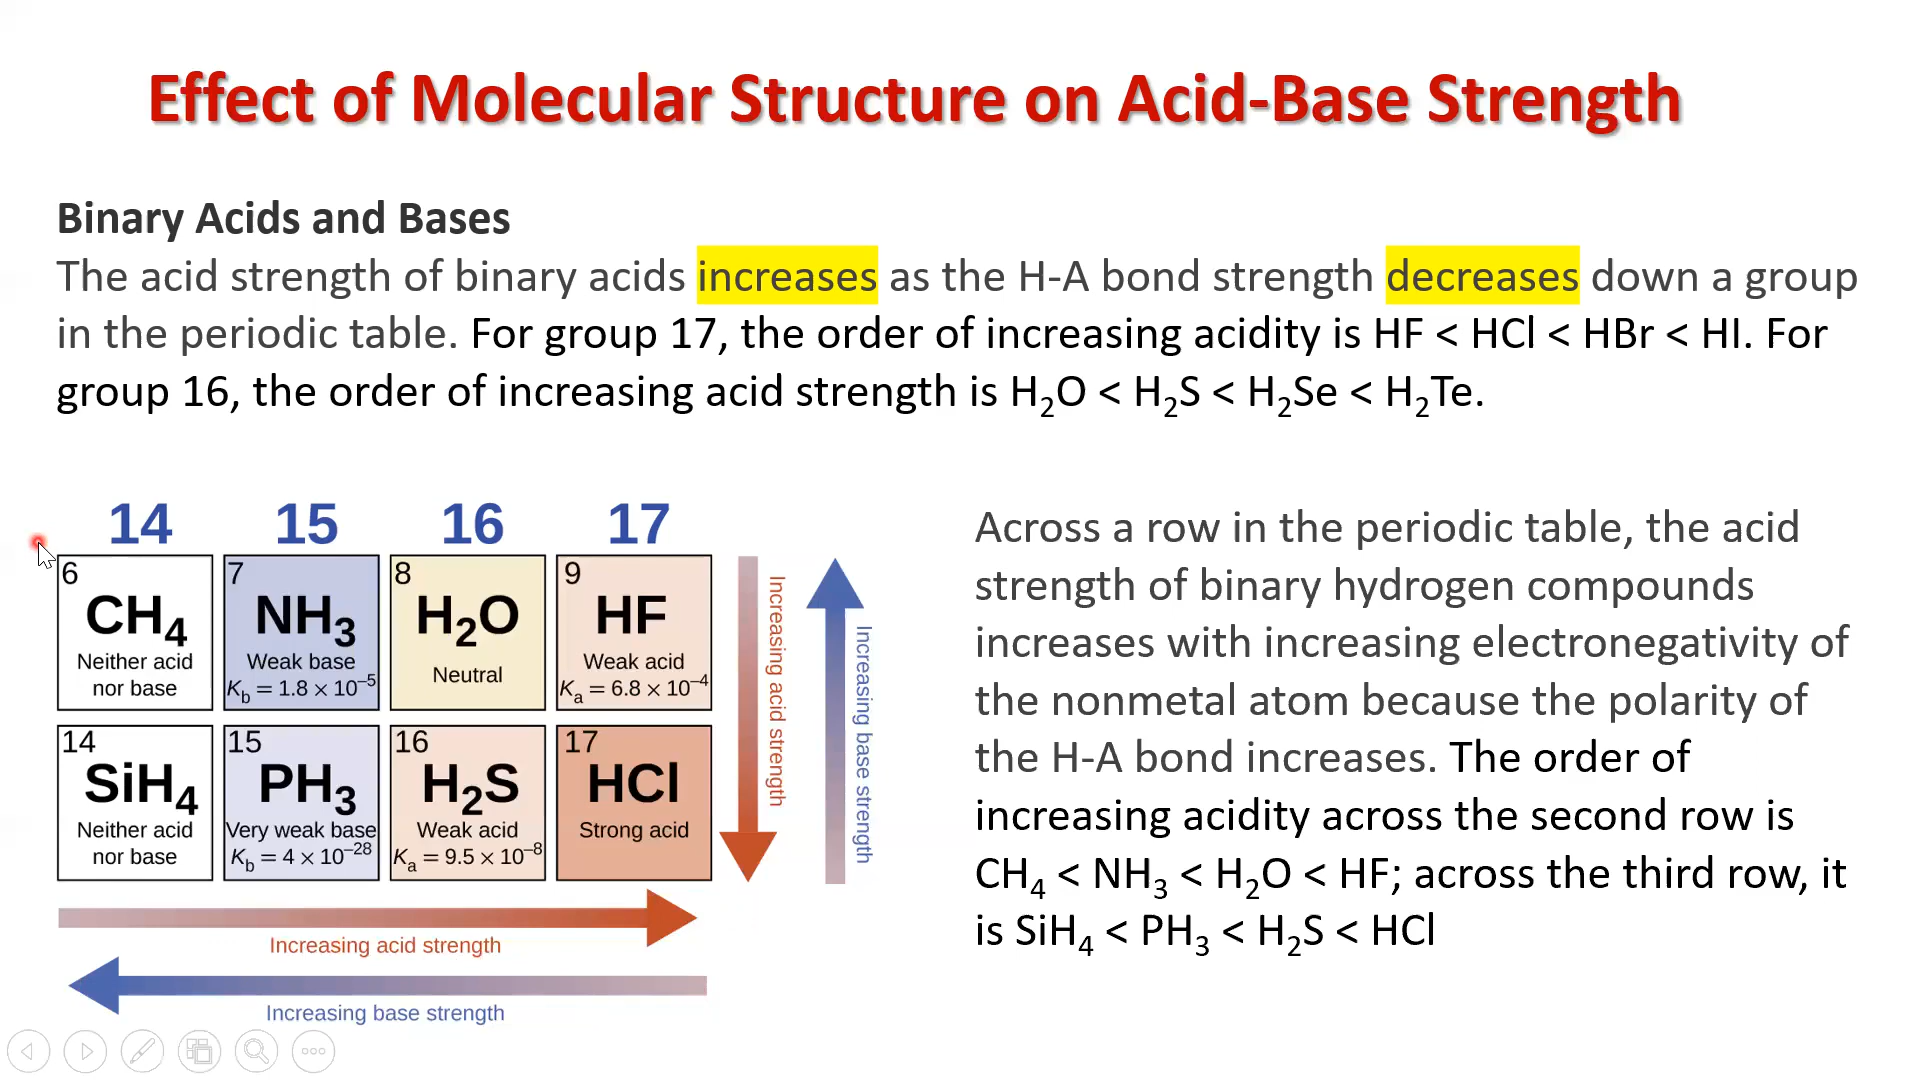 Effect of Molecular Structure on Acid-Base Strength
Binary Acids and Bases
The acid strength of binary acids increases as the H-A bond strength decreases down a group
in the periodic table. For group 17, the order of increasing acidity is HF < HCl < HBr < HI. For
group 16, the order of increasing acid strength is H₂O < H₂S < H₂Se < H₂Te.
14 15 16 17
6
CH₄
Neither acid
nor base
7
NH₃
Weak base
K_b = 1.8 × 10⁻⁵
8
H₂O
Neutral
9
HF
Weak acid
K_a = 6.8 × 10⁻⁴
14
SiH₄
Neither acid
nor base
15
PH₃
Very weak base
K_b = 4 × 10⁻²⁸
16
H₂S
Weak acid
K_a = 9.5 × 10⁻⁸
17
HCl
Strong acid
Increasing acid strength
Increasing base strength
Increasing acid strength
Increasing base strength
Across a row in the periodic table, the acid
strength of binary hydrogen compounds
increases with increasing electronegativity of
the nonmetal atom because the polarity of
the H-A bond increases. The order of
increasing acidity across the second row is
CH₄ < NH₃ < H₂O < HF; across the third row, it
is SiH₄ < PH₃ < H₂S < HCl